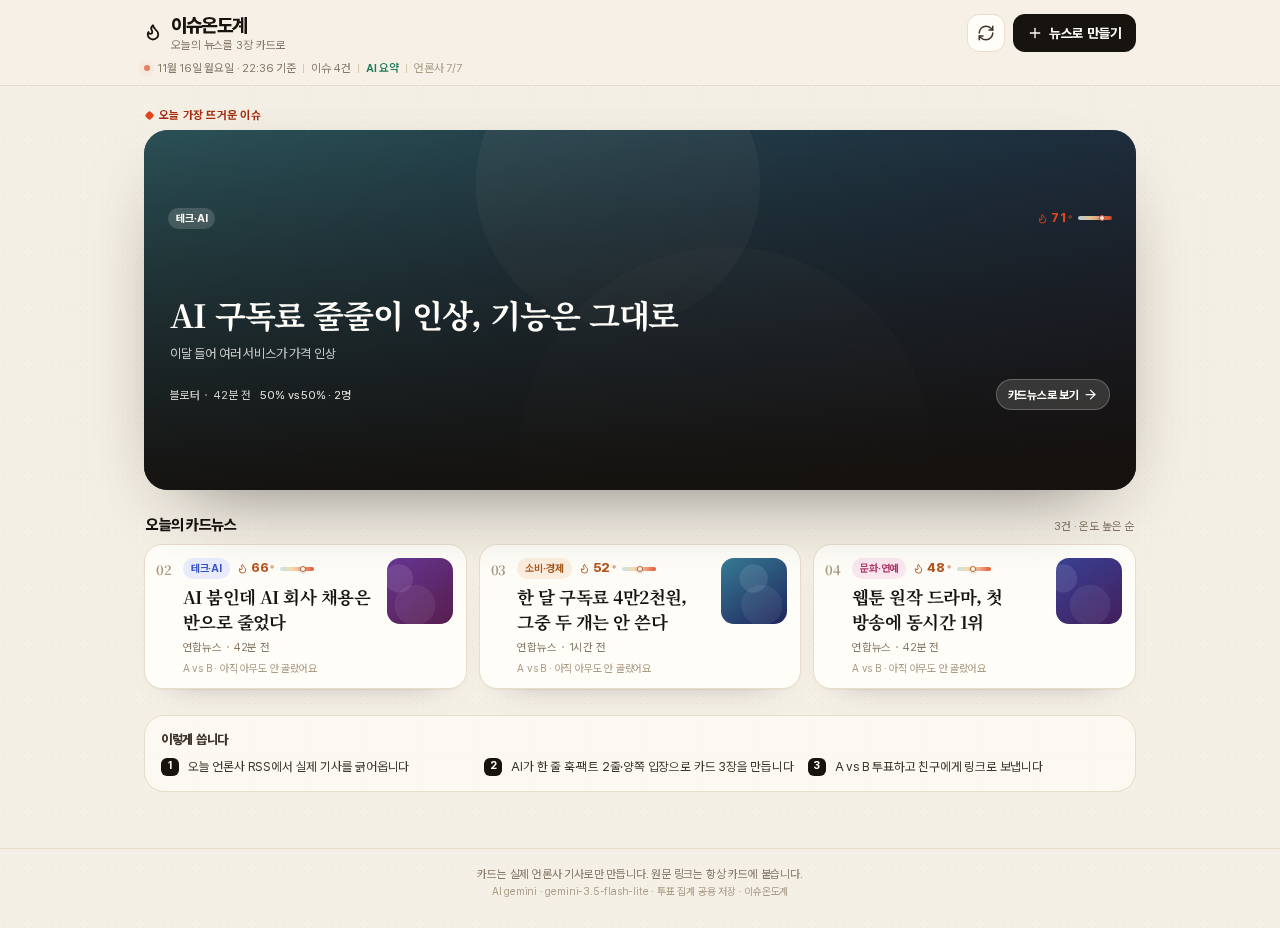 이슈온도계
오늘의 뉴스를 3장 카드로
뉴스로 만들기
11월 16일 월요일 · 22:36 기준 | 이슈 4건 | AI 요약 | 언론사 7/7
오늘 가장 뜨거운 이슈
테크·AI
71°
AI 구독료 줄줄이 인상, 기능은 그대로
이달 들어 여러 서비스가 가격 인상
블로터 · 42분 전 50% vs 50% · 2명
카드뉴스로 보기 →
오늘의 카드뉴스
3건 · 온도 높은 순
02 테크·AI 66°
AI 붐인데 AI 회사 채용은
반으로 줄었다
연합뉴스 · 42분 전
A vs B · 아직 아무도 안 골랐어요
03 소비·경제 52°
한 달 구독료 4만2천원,
그중 두 개는 안 쓴다
연합뉴스 · 1시간 전
A vs B · 아직 아무도 안 골랐어요
04 문화·연예 48°
웹툰 원작 드라마, 첫
방송에 동시간 1위
연합뉴스 · 42분 전
A vs B · 아직 아무도 안 골랐어요
이렇게 씁니다
1 오늘 언론사 RSS에서 실제 기사를 긁어옵니다
2 AI가 한 줄 훅·팩트 2줄·양쪽 입장으로 카드 3장을 만듭니다
3 A vs B 투표하고 친구에게 링크로 보냅니다
카드는 실제 언론사 기사로만 만듭니다. 원문 링크는 항상 카드에 붙습니다.
AI gemini · gemini-3.5-flash-lite · 투표 집계 공용 저장 · 이슈온도계